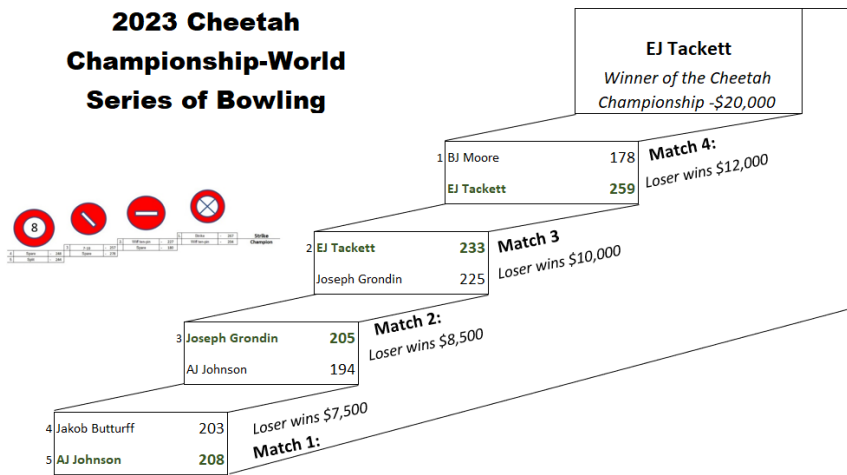 2023 Cheetah
Championship-World
Series of Bowling
EJ Tackett
Winner of the Cheetah
Championship -$20,000
1 BJ Moore 178
EJ Tackett 259
Match 4:
Loser wins $12,000
8
Strike
Champion
2 EJ Tackett 233
Joseph Grondin 225
Match 3
Loser wins $10,000
3 Joseph Grondin 205
AJ Johnson 194
Match 2:
Loser wins $8,500
4 Jakob Butturff 203
5 AJ Johnson 208
Loser wins $7,500
Match 1: